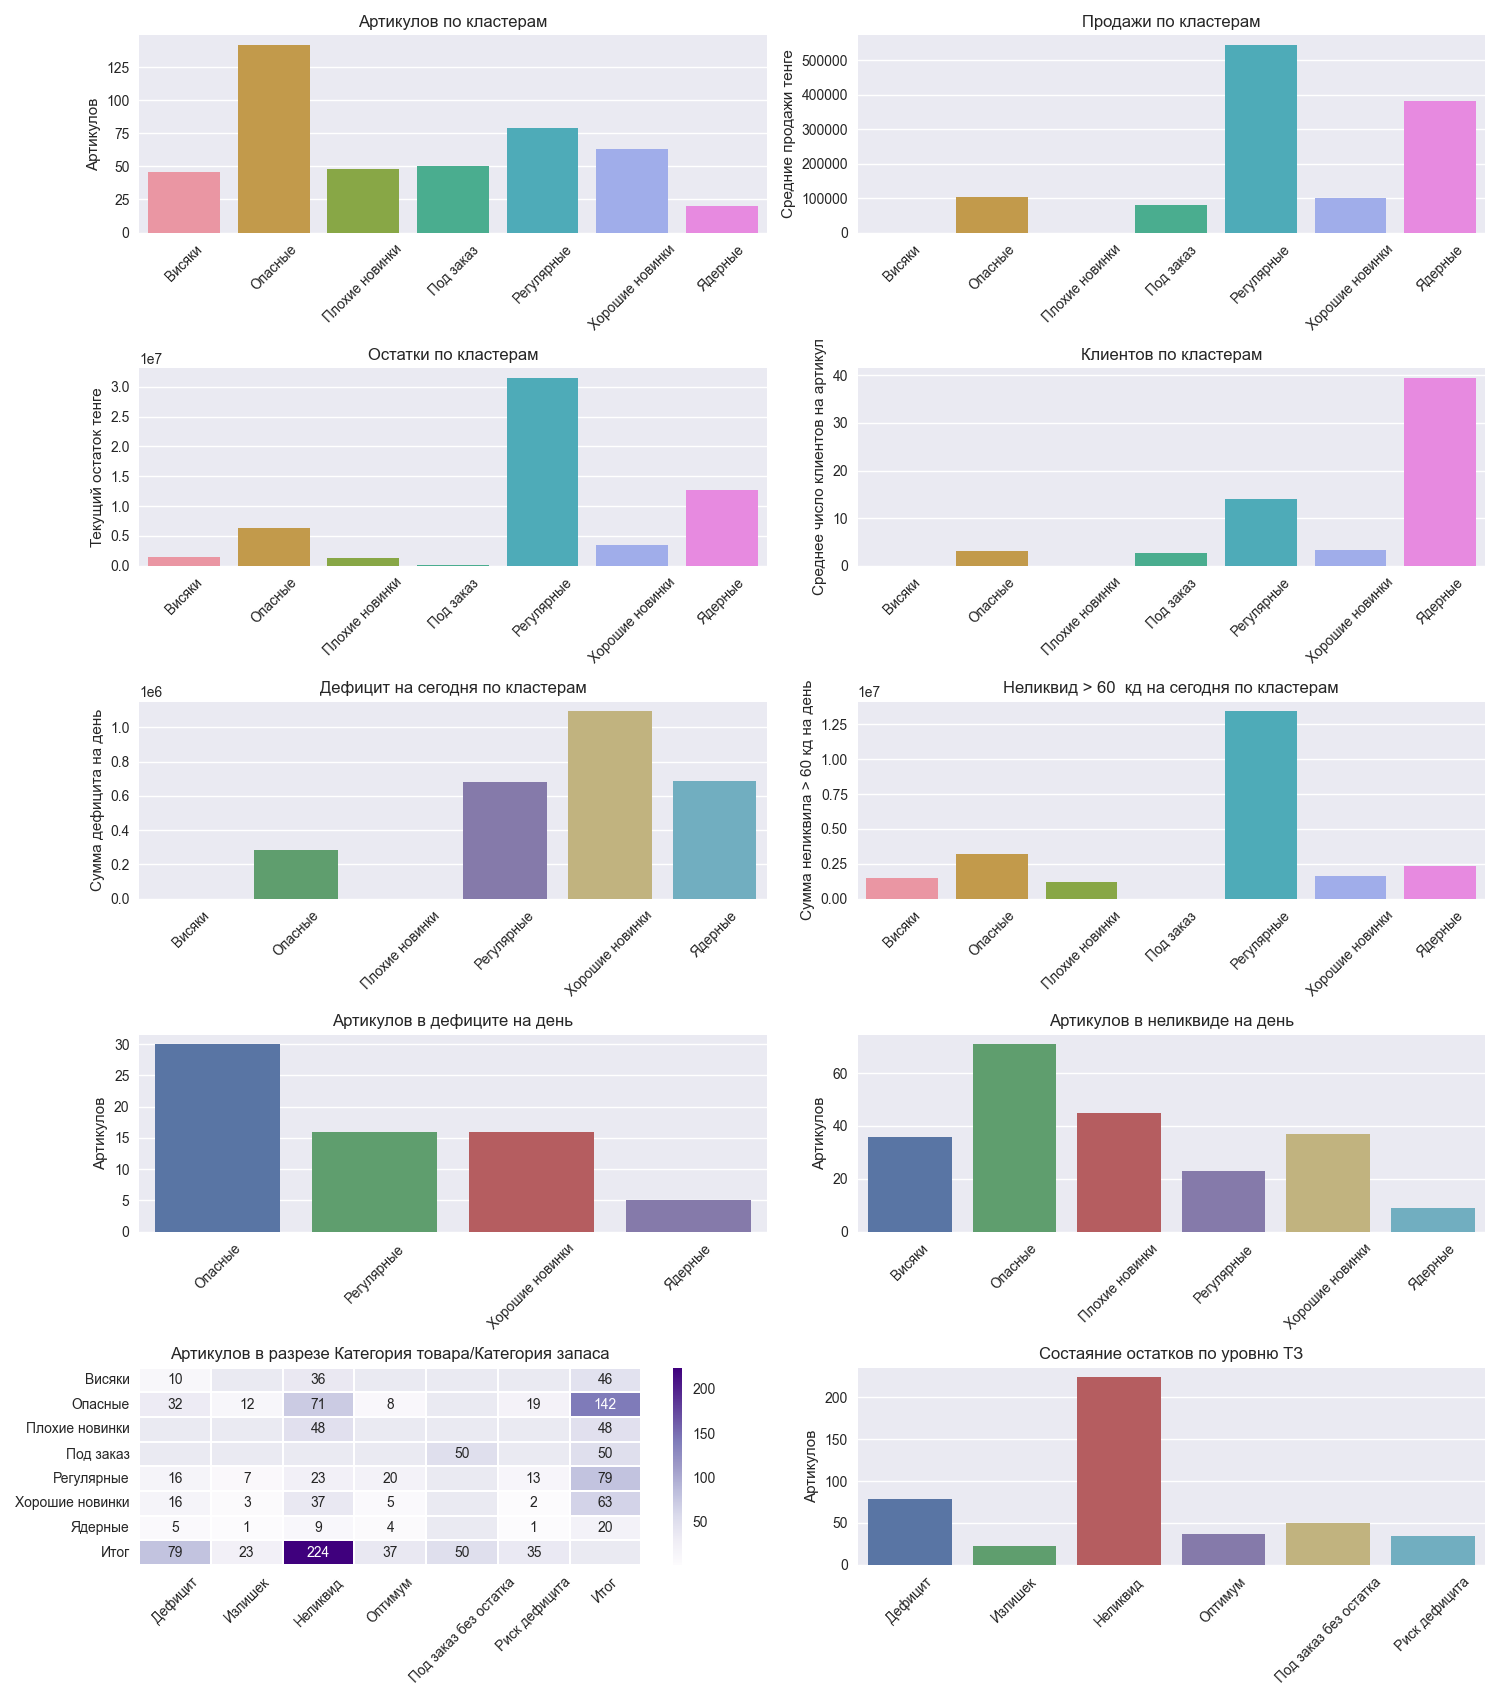 Артикулов по кластерам
Артикулов
125
100
75
50
25
0
Висяки
Опасные
Плохие новинки
Под заказ
Регулярные
Хорошие новинки
Ядерные
Продажи по кластерам
Средние продажи тенге
500000
400000
300000
200000
100000
0
Висяки
Опасные
Плохие новинки
Под заказ
Регулярные
Хорошие новинки
Ядерные
Остатки по кластерам
1e7
Текущий остаток тенге
3.0
2.5
2.0
1.5
1.0
0.5
0.0
Висяки
Опасные
Плохие новинки
Под заказ
Регулярные
Хорошие новинки
Ядерные
Клиентов по кластерам
Среднее число клиентов на артикул
40
30
20
10
0
Висяки
Опасные
Плохие новинки
Под заказ
Регулярные
Хорошие новинки
Ядерные
Дефицит на сегодня по кластерам
1e6
Сумма дефицита на день
1.0
0.8
0.6
0.4
0.2
0.0
Висяки
Опасные
Плохие новинки
Регулярные
Хорошие новинки
Ядерные
Неликвид > 60 кд на сегодня по кластерам
1e7
Сумма неликвила > 60 кд на день
1.25
1.00
0.75
0.50
0.25
0.00
Висяки
Опасные
Плохие новинки
Под заказ
Регулярные
Хорошие новинки
Ядерные
Артикулов в дефиците на день
Артикулов
30
25
20
15
10
5
0
Опасные
Регулярные
Хорошие новинки
Ядерные
Артикулов в неликвиде на день
Артикулов
60
40
20
0
Висяки
Опасные
Плохие новинки
Регулярные
Хорошие новинки
Ядерные
Артикулов в разрезе Категория товара/Категория запаса
Висяки 10 36 46
Опасные 32 12 71 8 19 142
Плохие новинки 48 48
Под заказ 50 50
Регулярные 16 7 23 20 13 79
Хорошие новинки 16 3 37 5 2 63
Ядерные 5 1 9 4 1 20
Итог 79 23 224 37 50 35
Дефицит
Излишек
Неликвид
Оптимум
Под заказ без остатка
Риск дефицита
Итог
200
150
100
50
Состаяние остатков по уровню ТЗ
Артикулов
200
150
100
50
0
Дефицит
Излишек
Неликвид
Оптимум
Под заказ без остатка
Риск дефицита